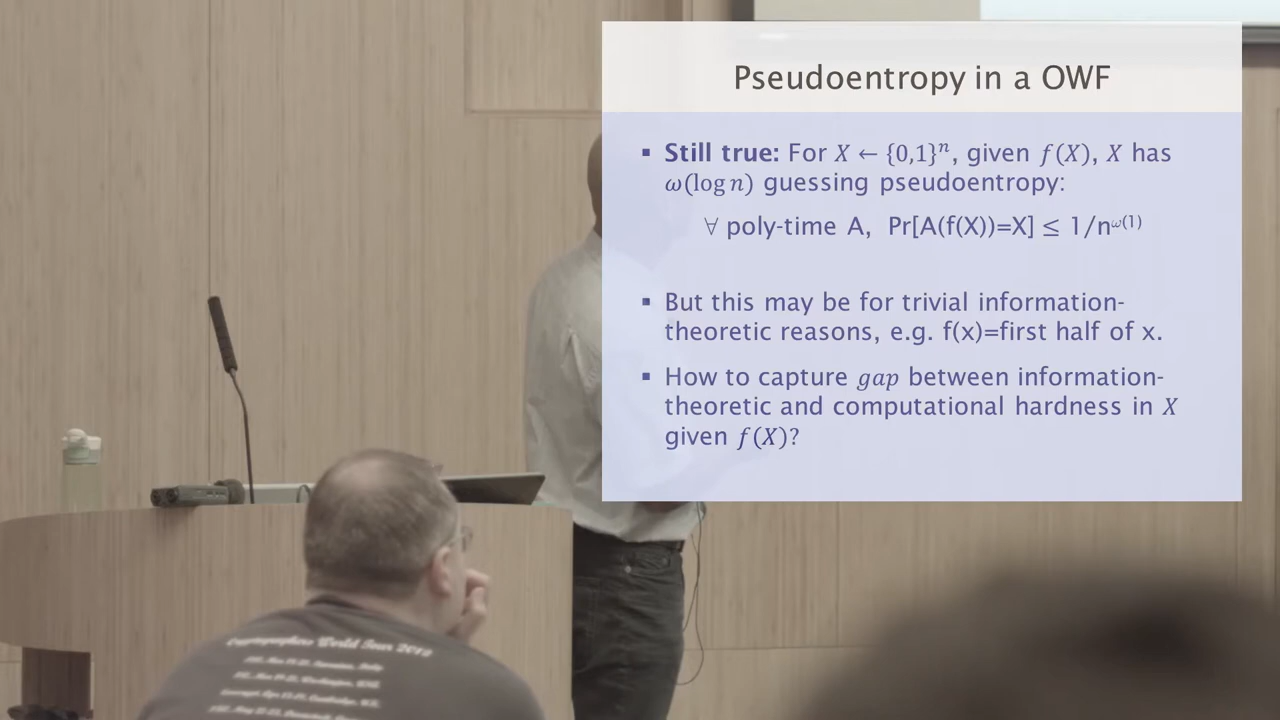 Pseudoentropy in a OWF
▪ Still true: For X ← {0,1}ⁿ, given f(X), X has
ω(log n) guessing pseudoentropy:
∀ poly-time A, Pr[A(f(X))=X] ≤ 1/n^ω(1)
▪ But this may be for trivial information-
theoretic reasons, e.g. f(x)=first half of x.
▪ How to capture gap between information-
theoretic and computational hardness in X
given f(X)?
World Tour